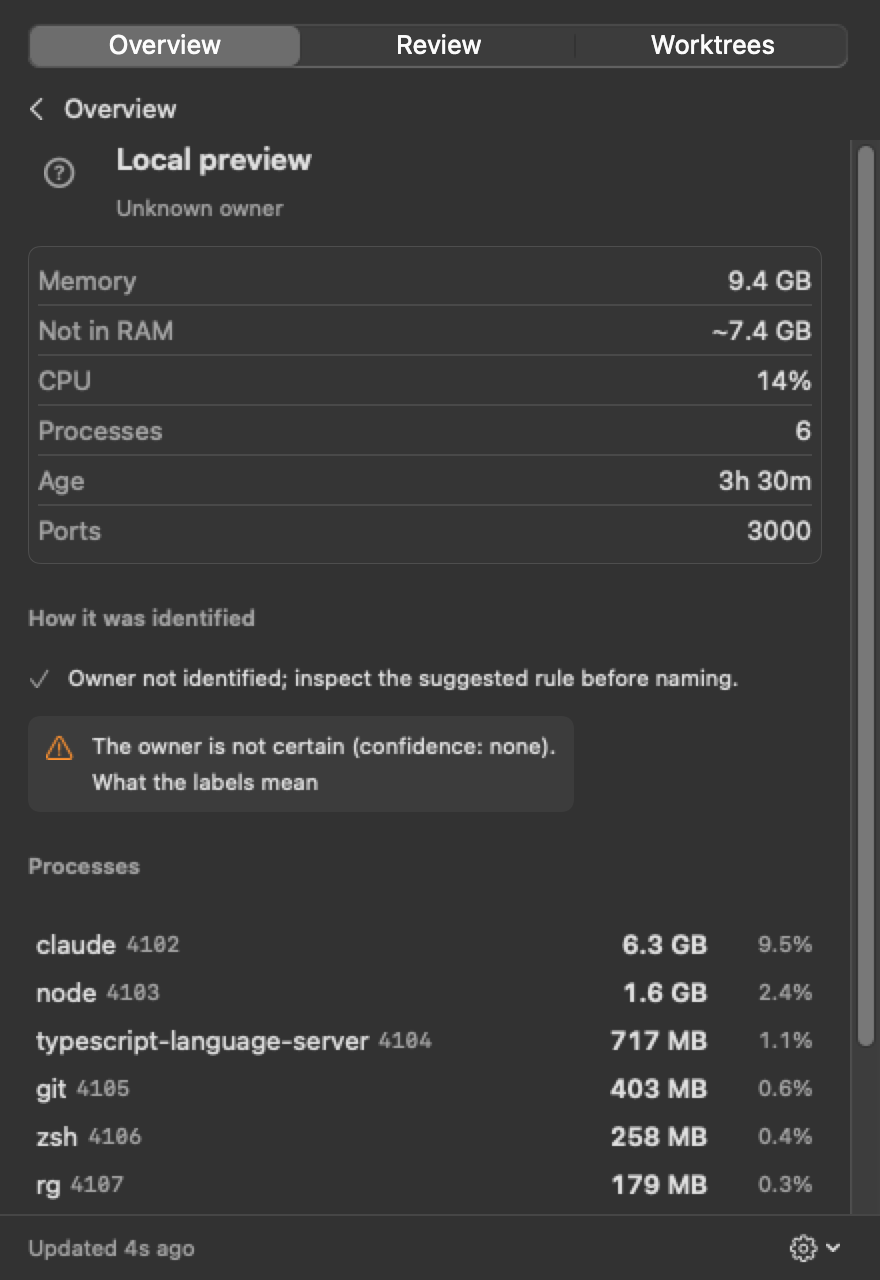 Overview Review Worktrees
Overview
Local preview
Unknown owner
Memory 9.4 GB
Not in RAM ~7.4 GB
CPU 14%
Processes 6
Age 3h 30m
Ports 3000
How it was identified
Owner not identified; inspect the suggested rule before naming.
The owner is not certain (confidence: none).
What the labels mean
Processes
claude 4102 6.3 GB 9.5%
node 4103 1.6 GB 2.4%
typescript-language-server 4104 717 MB 1.1%
git 4105 403 MB 0.6%
zsh 4106 258 MB 0.4%
rg 4107 179 MB 0.3%
Updated 4s ago